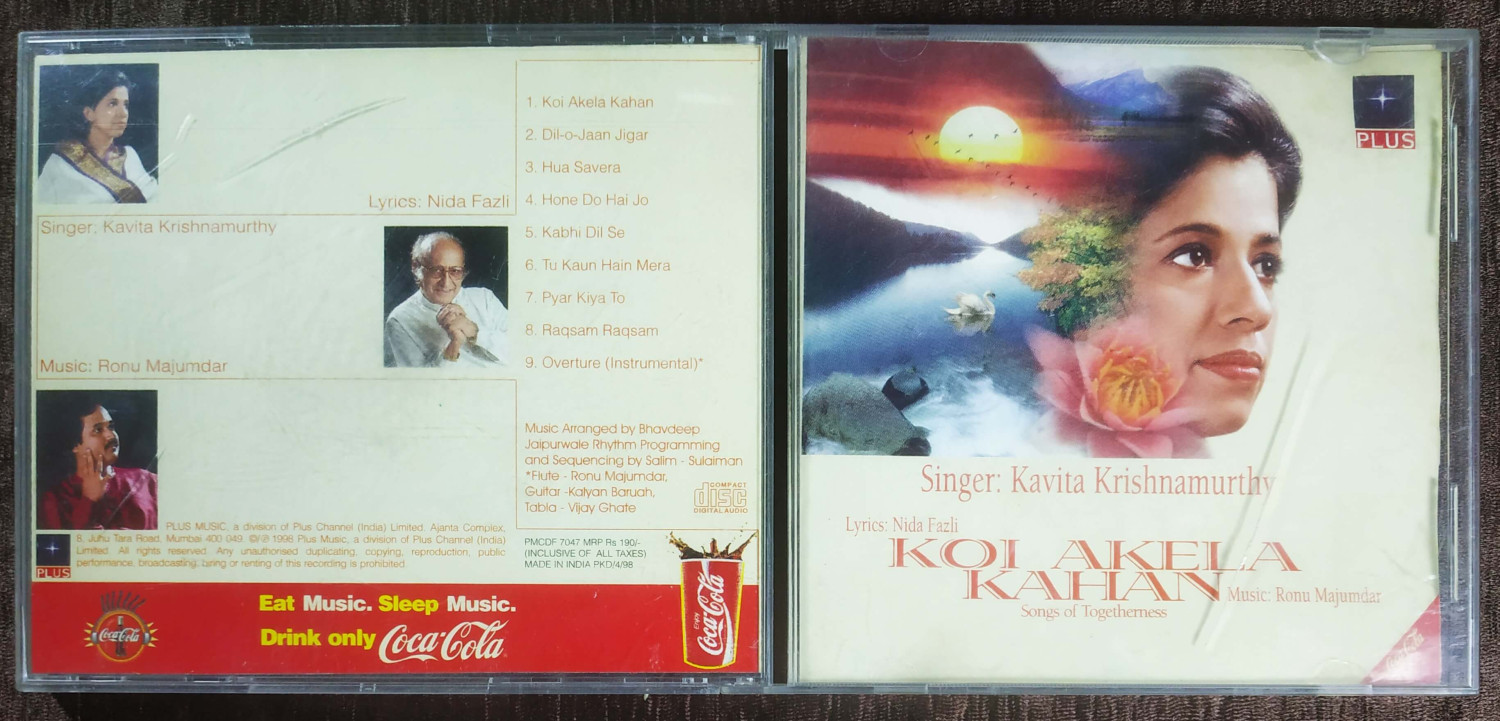 Lyrics: Nida Fazli
Singer: Kavita Krishnamurthy
Music: Ronu Majumdar
1. Koi Akela Kahan
2. Dil-o-Jaan Jigar
3. Hua Savera
4. Hone Do Hai Jo
5. Kabhi Dil Se
6. Tu Kaun Hain Mera
7. Pyar Kiya To
8. Raqsam Raqsam
9. Overture (Instrumental)*
Music Arranged by Bhavdeep
Jaipurwale Rhythm Programming
and Sequencing by Salim - Sulaiman
*Flute - Ronu Majumdar,
Guitar -Kalyan Baruah,
Tabla - Vijay Ghate
COMPACT
disc
DIGITAL AUDIO
PLUS MUSIC, a division of Plus Channel (India) Limited. Ajanta Complex,
8, Juhu Tara Road, Mumbai 400 049. ©/℗ 1998 Plus Music, a division of Plus Channel (India)
Limited. All rights reserved. Any unauthorised duplicating, copying, reproduction, public
performance, broadcasting, or renting of this recording is prohibited.
PLUS
PMCDF 7047 MRP Rs 190/-
(INCLUSIVE OF ALL TAXES)
MADE IN INDIA PKD/4/98
Coca-Cola
Eat Music. Sleep Music.
Drink only Coca-Cola
Enjoy
Coca-Cola
PLUS
Singer: Kavita Krishnamurthy
Lyrics: Nida Fazli
KOI AKELA
KAHAN
Music: Ronu Majumdar
Songs of Togetherness
Coca-Cola